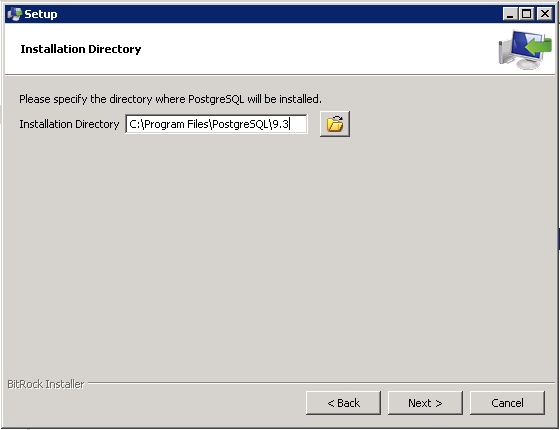 Setup
Installation Directory
Please specify the directory where PostgreSQL will be installed.
Installation Directory C:\Program Files\PostgreSQL\9.3
BitRock Installer
< Back Next > Cancel